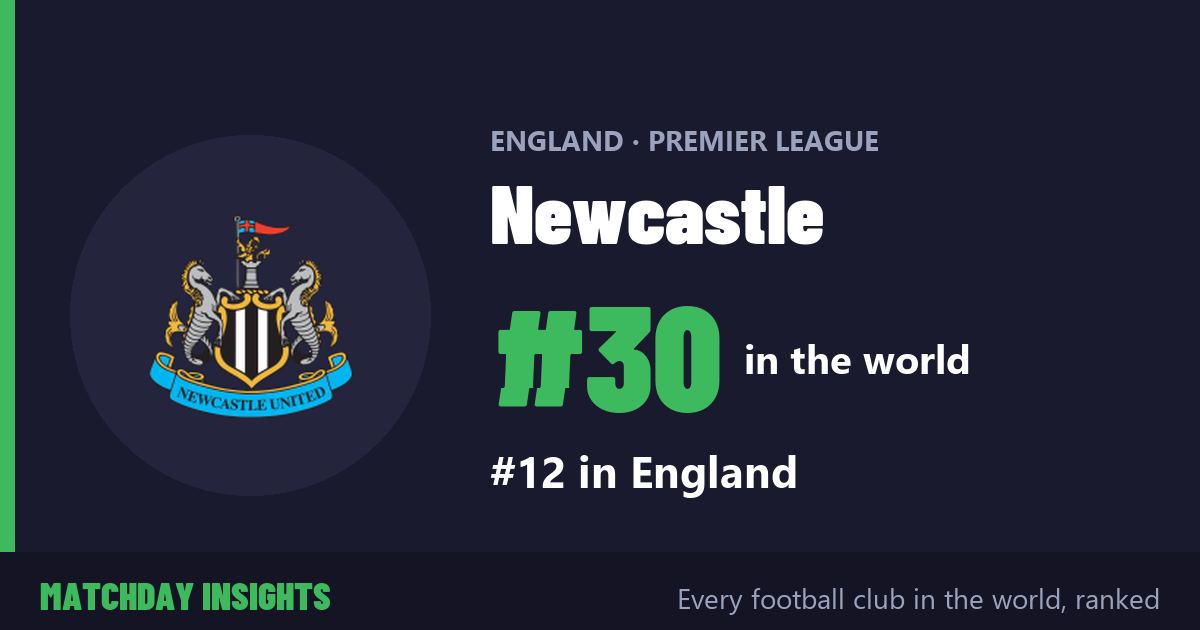 ENGLAND · PREMIER LEAGUE
Newcastle
#30 in the world
#12 in England
NEWCASTLE UNITED
MATCHDAY INSIGHTS
Every football club in the world, ranked